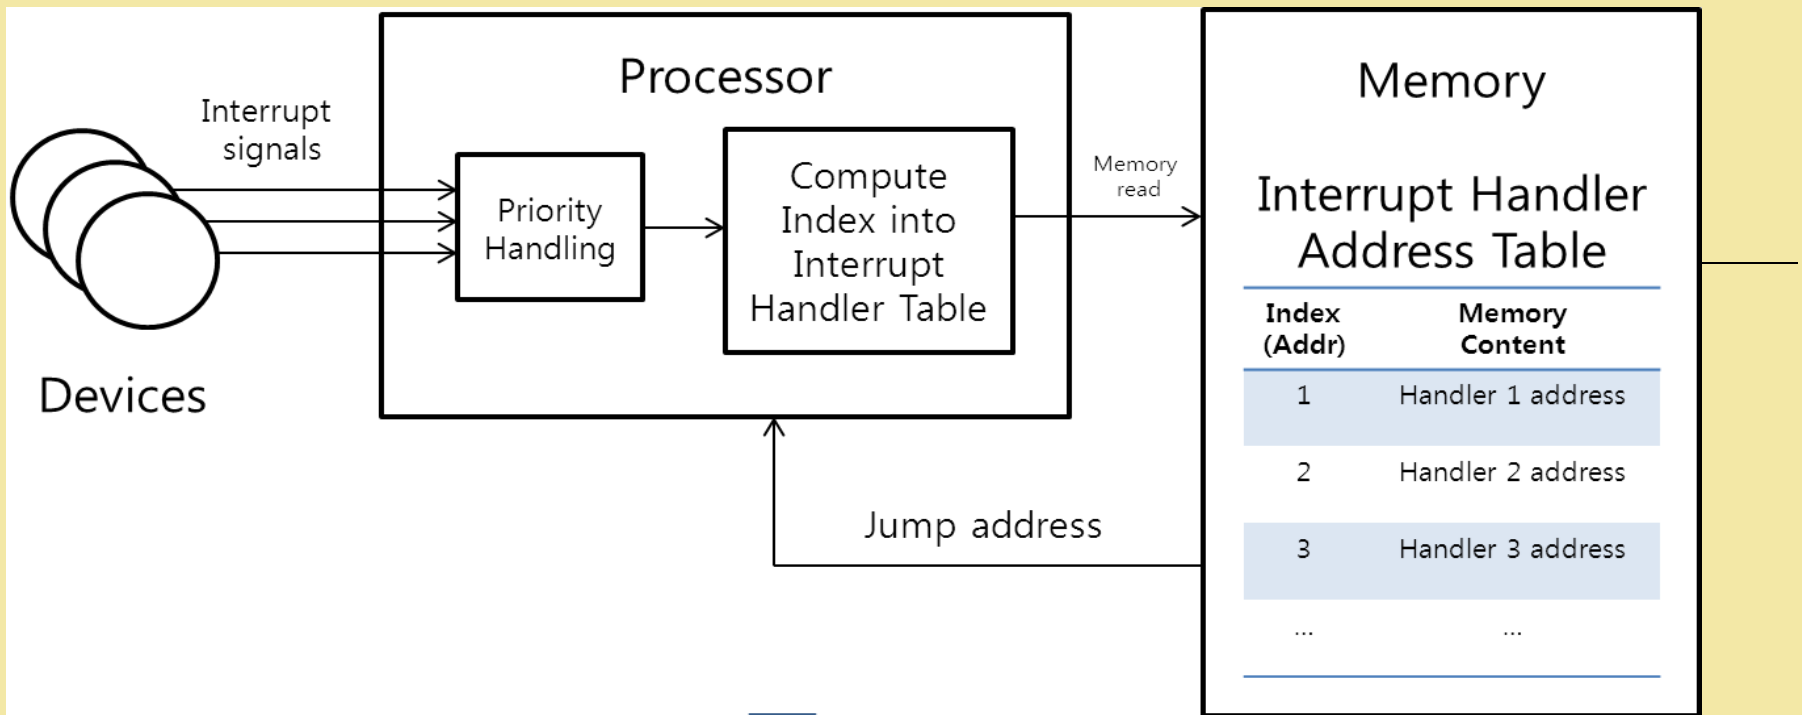 Processor
Memory
Interrupt
signals
Priority
Handling
Compute
Index into
Interrupt
Handler Table
Memory
read
Interrupt Handler
Address Table
Index
(Addr)
Memory
Content
1 Handler 1 address
2 Handler 2 address
3 Handler 3 address
... ...
Devices
Jump address